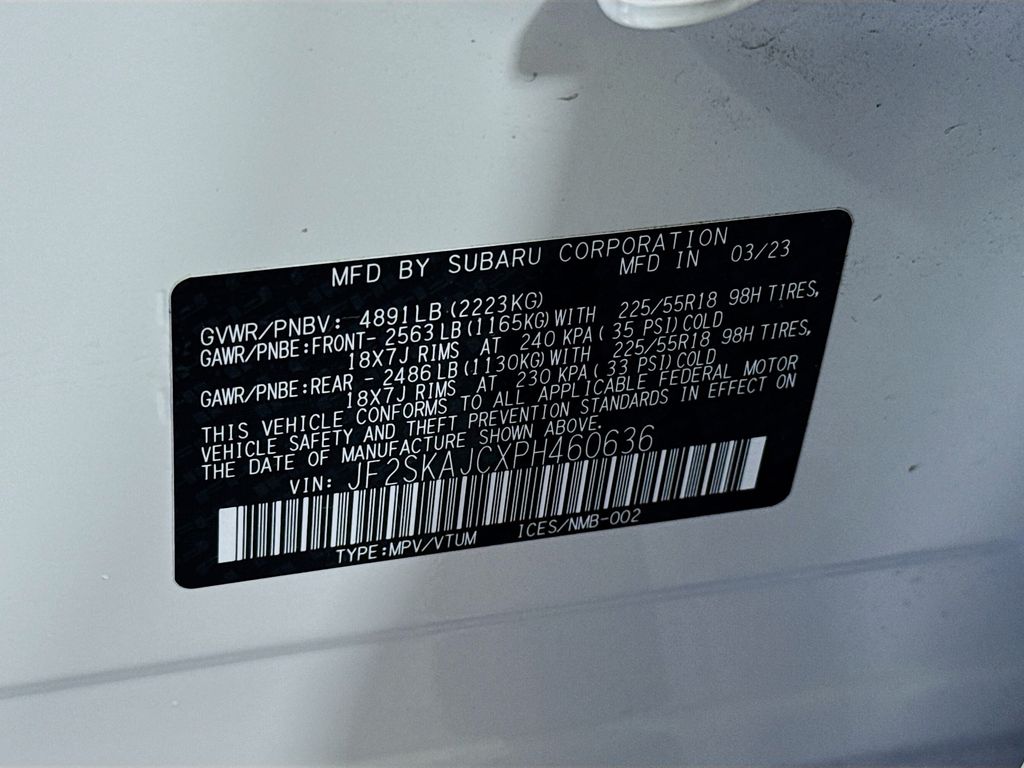 MFD BY SUBARU CORPORATION
MFD IN 03/23
GVWR/PNBV: 4891LB(2223KG)
GAWR/PNBE:FRONT- 2563LB(1165KG)WITH 225/55R18 98H TIRES,
18X7J RIMS AT 240 KPA(35 PSI)COLD
GAWR/PNBE:REAR - 2486LB(1130KG)WITH 225/55R18 98H TIRES,
18X7J RIMS AT 230 KPA(33 PSI)COLD
THIS VEHICLE CONFORMS TO ALL APPLICABLE FEDERAL MOTOR
VEHICLE SAFETY AND THEFT PREVENTION STANDARDS IN EFFECT ON
THE DATE OF MANUFACTURE SHOWN ABOVE.
VIN: JF2SKAJCXPH460636
TYPE:MPV/VTUM ICES/NMB-002